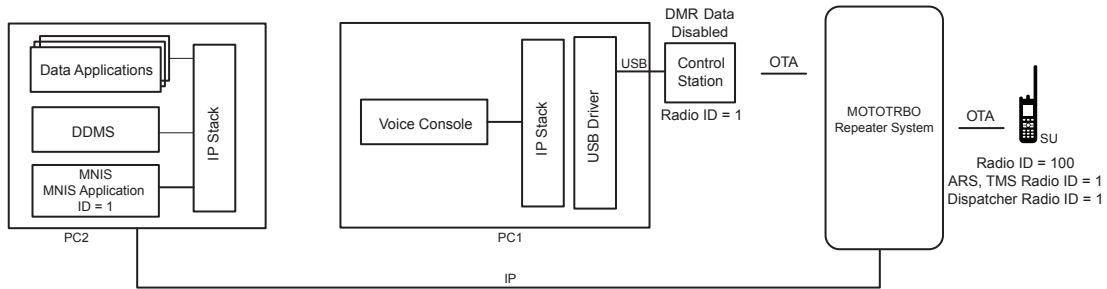 Data Applications
DDMS
MNIS
MNIS Application
ID = 1
IP Stack
PC2
Voice Console
IP Stack
USB Driver
PC1
USB
DMR Data
Disabled
Control
Station
Radio ID = 1
OTA
MOTOTRBO
Repeater System
OTA
SU
Radio ID = 100
ARS, TMS Radio ID = 1
Dispatcher Radio ID = 1
IP